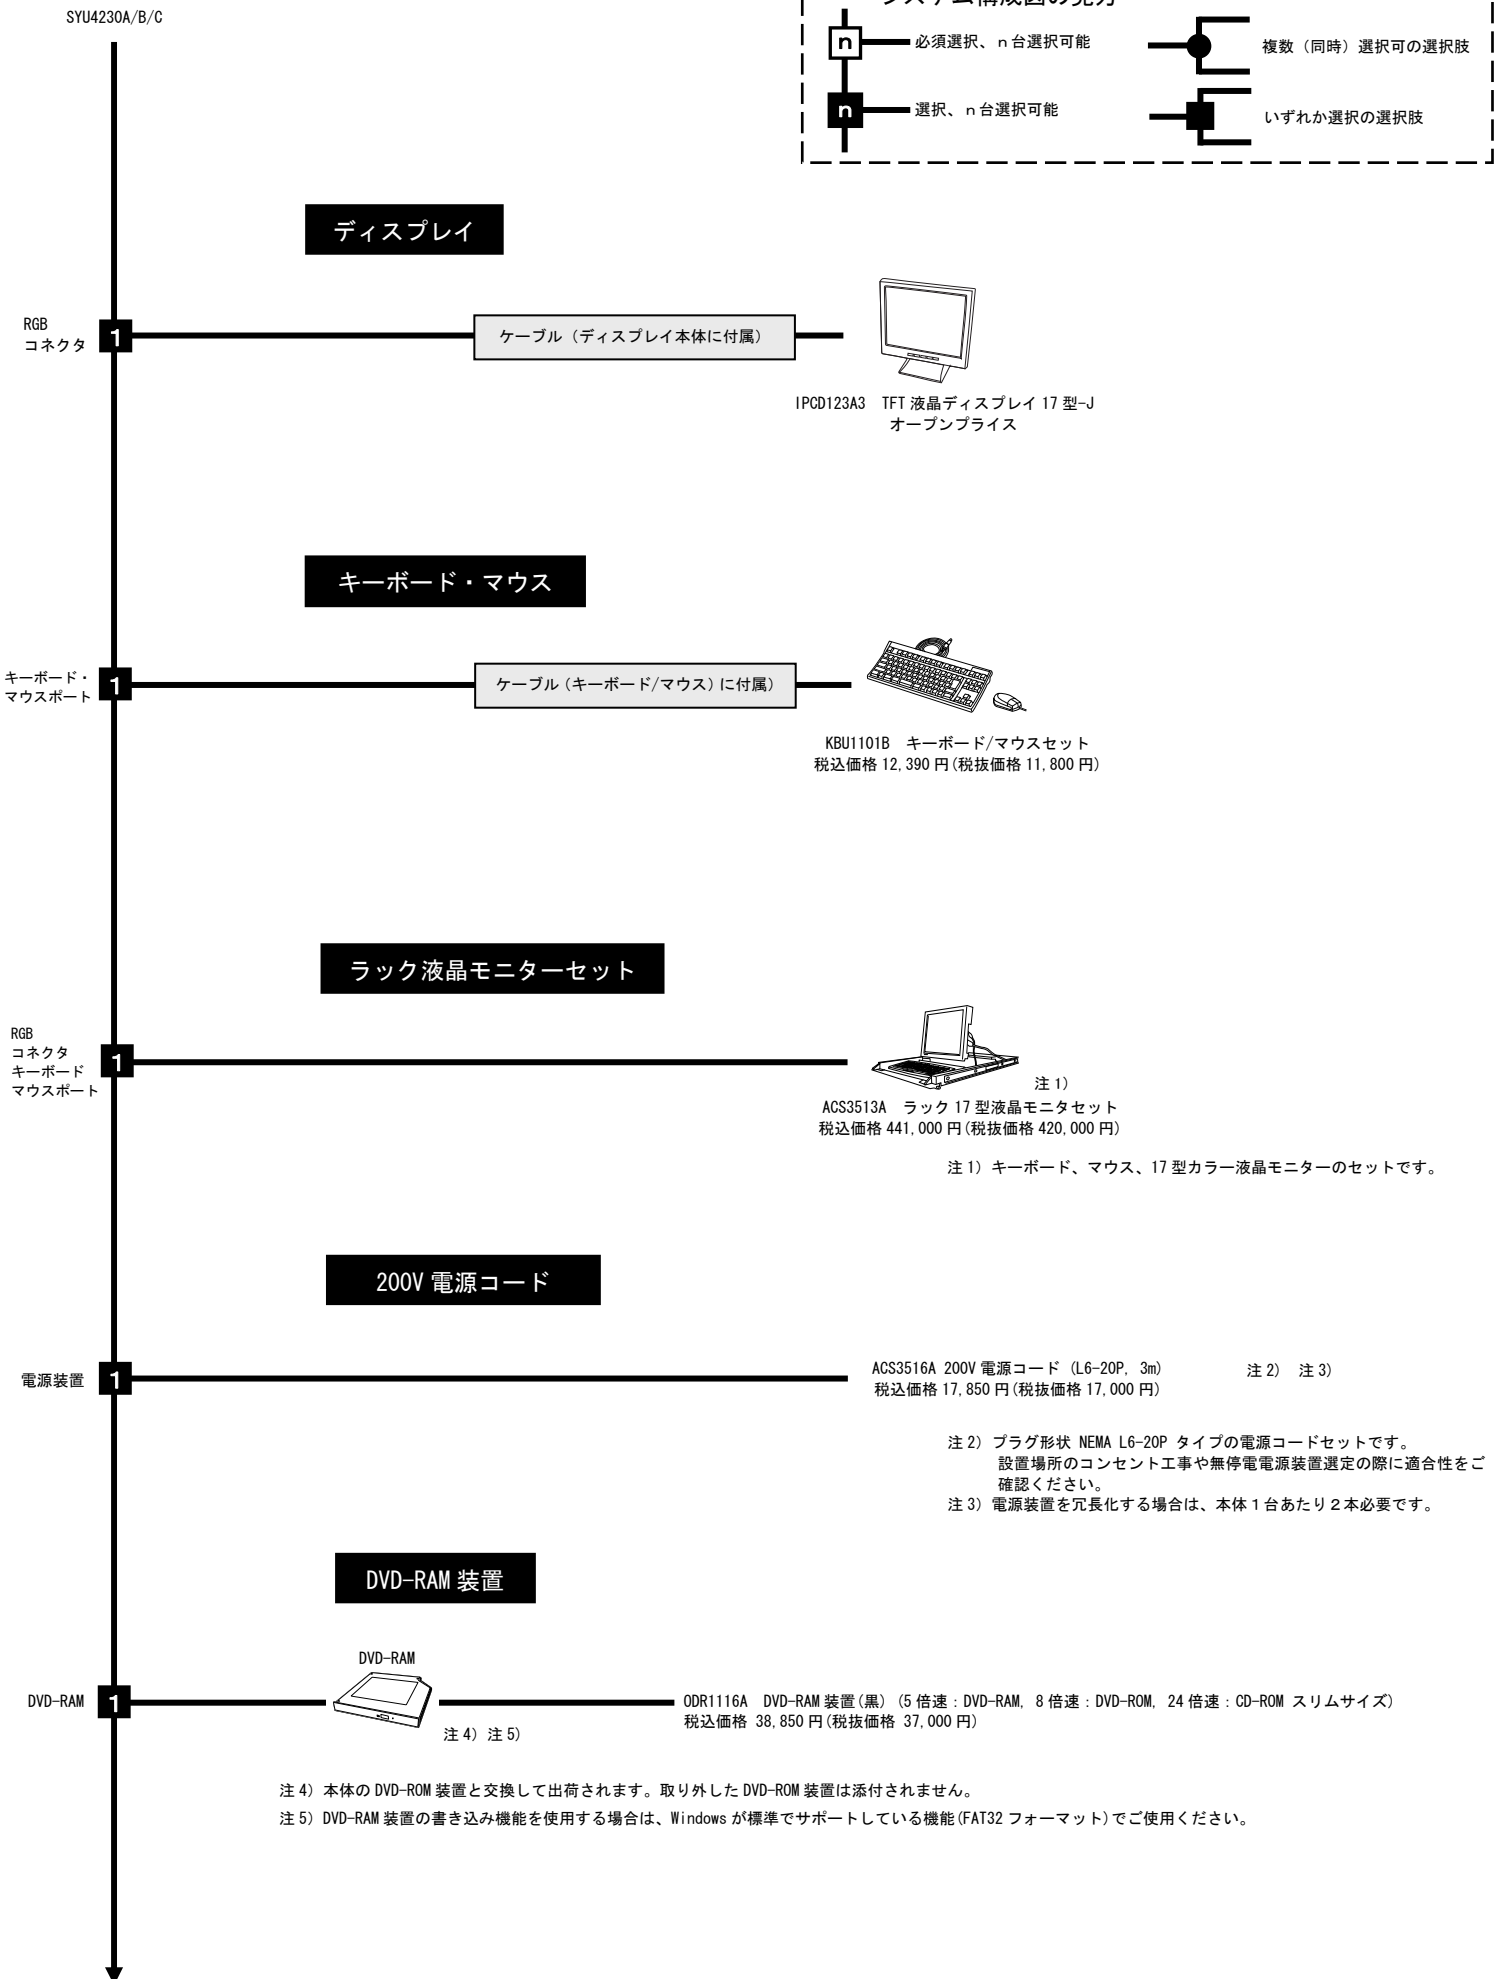 SYU4230A/B/C
システム構成図の見方
n
必須選択、n台選択可能
複数（同時）選択可の選択肢
n
選択、n台選択可能
いずれか選択の選択肢
ディスプレイ
RGB
コネクタ
1
ケーブル（ディスプレイ本体に付属）
IPCD123A3 TFT液晶ディスプレイ17型-J
オープンプライス
キーボード・マウス
キーボード・
マウスポート
1
ケーブル（キーボード/マウス）に付属）
KBU1101B キーボード/マウスセット
税込価格12,390円(税抜価格11,800円)
ラック液晶モニターセット
RGB
コネクタ
キーボード
マウスポート
1
注1)
ACS3513A ラック17型液晶モニタセット
税込価格441,000円(税抜価格420,000円)
注1) キーボード、マウス、17型カラー液晶モニターのセットです。
200V電源コード
電源装置
1
ACS3516A 200V電源コード (L6-20P, 3m) 注2) 注3)
税込価格17,850円(税抜価格17,000円)
注2) プラグ形状 NEMA L6-20P タイプの電源コードセットです。
設置場所のコンセント工事や無停電電源装置選定の際に適合性をご
確認ください。
注3) 電源装置を冗長化する場合は、本体１台あたり２本必要です。
DVD-RAM装置
DVD-RAM
DVD-RAM
1
ODR1116A DVD-RAM装置(黒) (5倍速：DVD-RAM, 8倍速：DVD-ROM, 24倍速：CD-ROM スリムサイズ)
税込価格 38,850円(税抜価格 37,000円)
注4) 注5)
注4) 本体のDVD-ROM装置と交換して出荷されます。取り外したDVD-ROM装置は添付されません。
注5) DVD-RAM装置の書き込み機能を使用する場合は、Windowsが標準でサポートしている機能(FAT32フォーマット)でご使用ください。